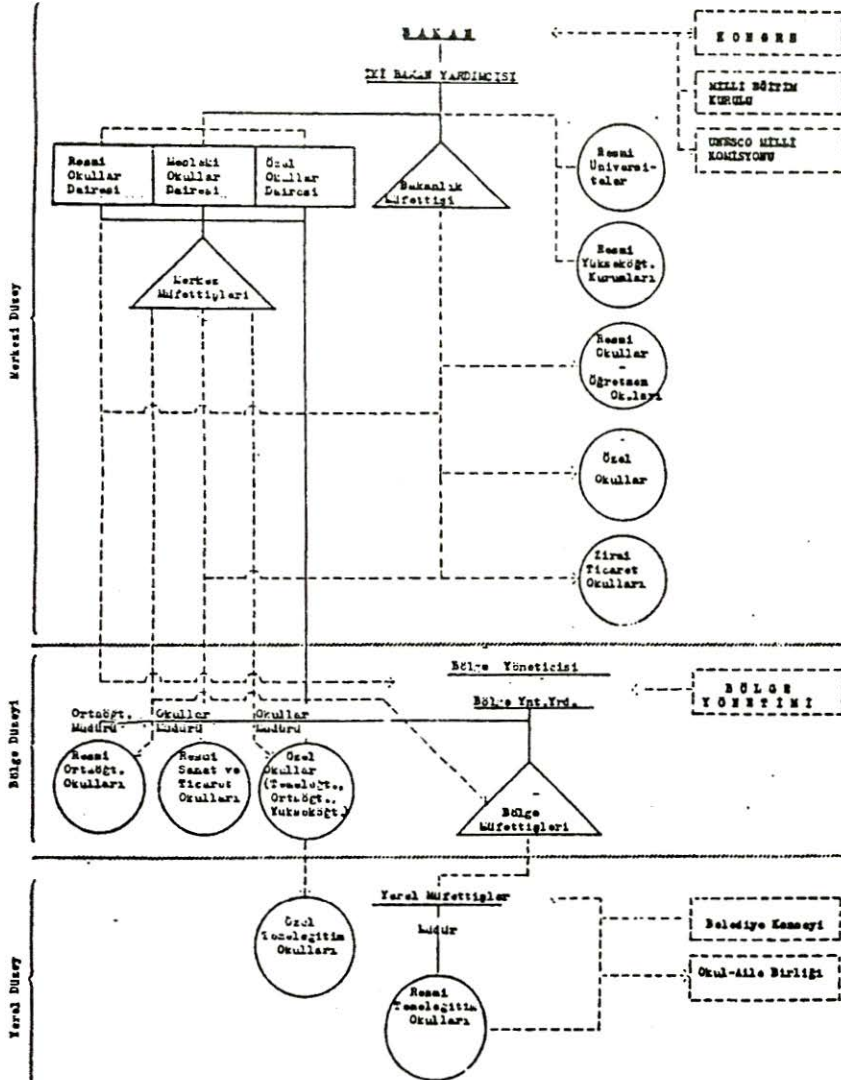 BAKAN
KONGRE
İKİ BAKAN YARDIMCISI
MİLLİ EĞİTİM
KURULU
UNESCO MİLLİ
KOMİSYONU
Resmi
Okullar
Dairesi
Mesleki
Okullar
Dairesi
Özel
Okullar
Dairesi
Bakanlık
Müfettişi
Resmi
Üniversi-
teler
Merkez
Müfettişleri
Resmi
Yükseköğt.
Kurumları
Resmi
Okullar
-
Öğretmen
Okulları
Özel
Okullar
Zirai
Ticaret
Okulları
Merkezi Düzey
Bölge Yöneticisi
BÖLGE
YÖNETİMİ
Bölge Ynt.Yrd.
Ortaöğt.
Müdürü
Okullar
Müdürü
Okullar
Müdürü
Resmi
Ortaöğt.
Okulları
Resmi
Sanat ve
Ticaret
Okulları
Özel
Okullar
(Temeloğt.,
Ortaöğt.,
Yükseköğt.)
Bölge
Müfettişleri
Bölge Düzeyi
Yerel Müfettişler
Müdür
Belediye Konseyi
Okul-Aile Birliği
Özel
Temelegitim
Okulları
Resmi
Temelegitim
Okulları
Yerel Düzey